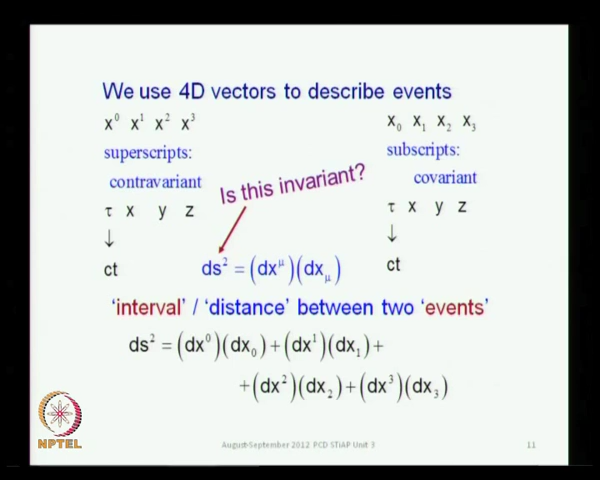 We use 4D vectors to describe events
x⁰ x¹ x² x³
superscripts:
contravariant
τ x y z
↓
ct
x₀ x₁ x₂ x₃
subscripts:
covariant
τ x y z
↓
ct
Is this invariant?
ds² = (dx^μ)(dx_μ)
'interval' / 'distance' between two 'events'
ds² = (dx⁰)(dx₀) + (dx¹)(dx₁) +
+ (dx²)(dx₂) + (dx³)(dx₃)
NPTEL
August-September 2012 PCD STiAP Unit 3
11